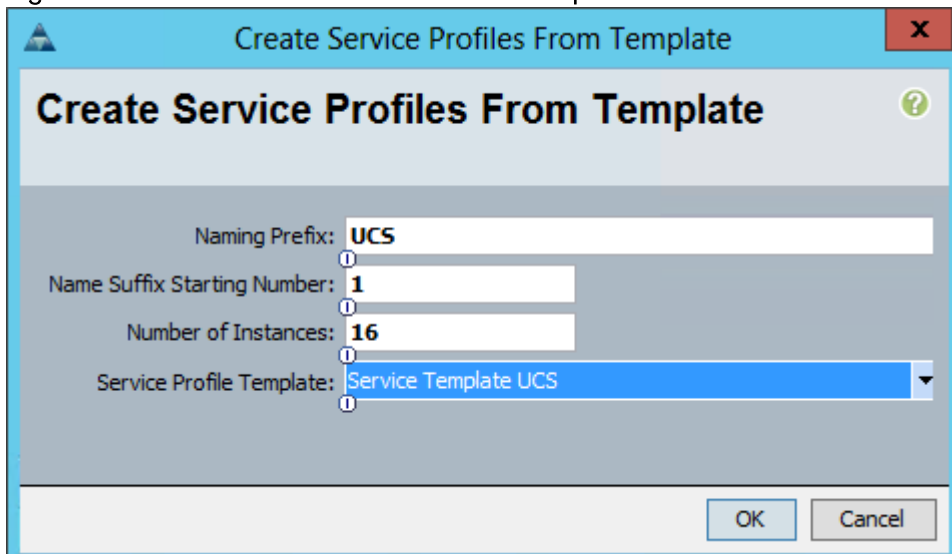 Create Service Profiles From Template
x
Create Service Profiles From Template
?
Naming Prefix: UCS
Name Suffix Starting Number: 1
Number of Instances: 16
Service Profile Template: Service Template UCS
OK Cancel